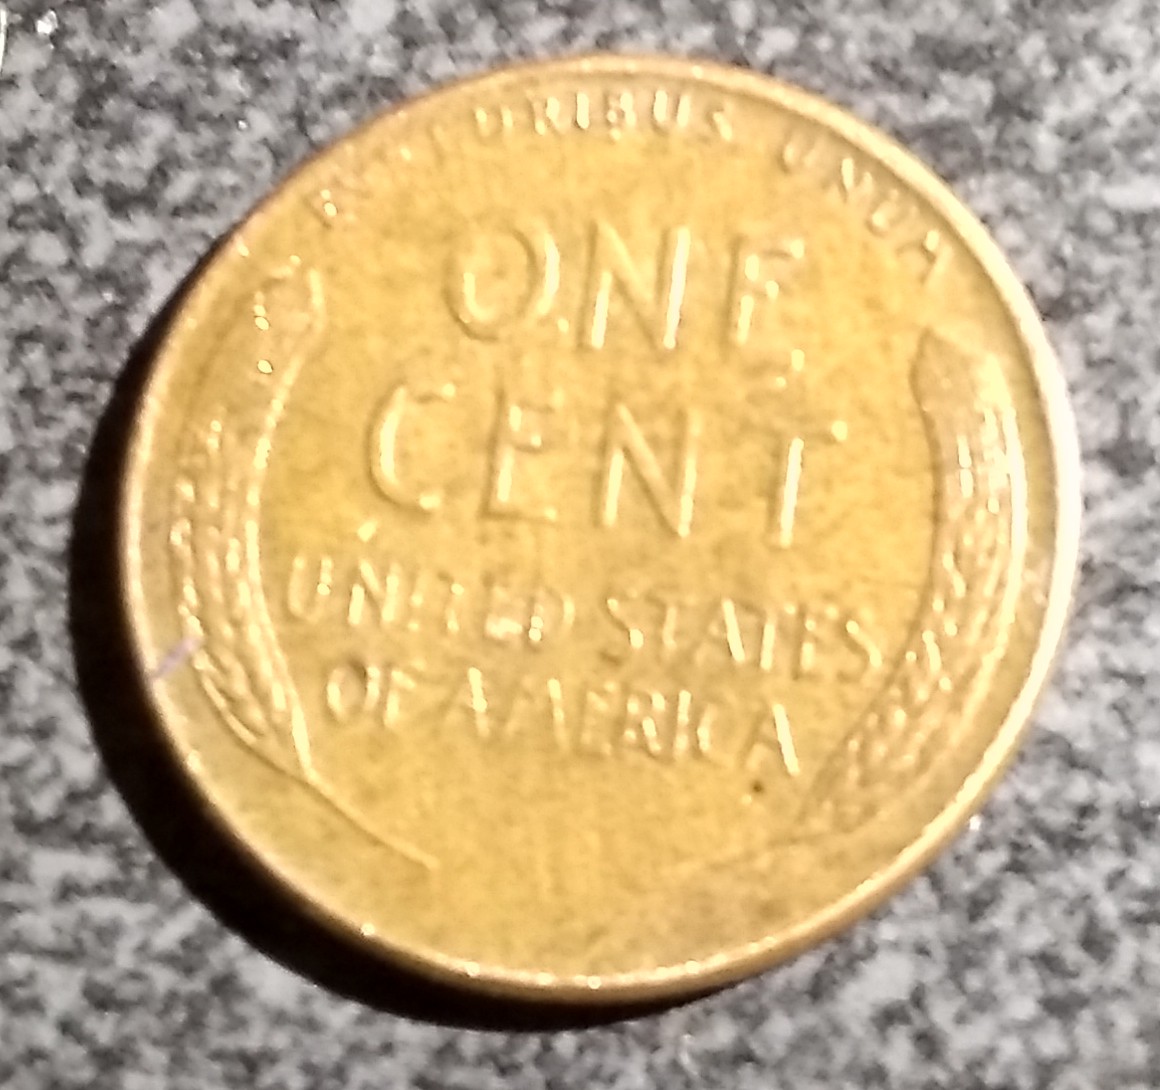 E PLURIBUS UNUM
ONE
CENT
UNITED STATES
OF AMERICA